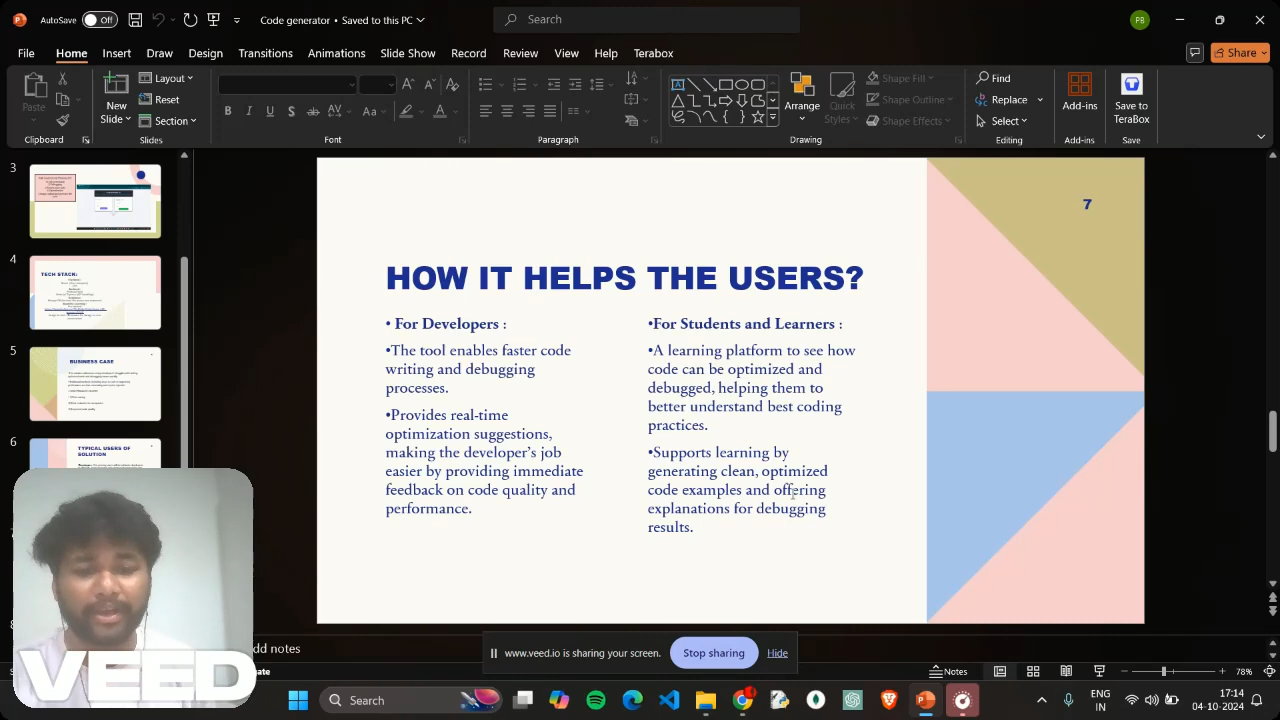 AutoSave Off
Code generator • Saved to this PC
Search
PB
File Home Insert Draw Design Transitions Animations Slide Show Record Review View Help Terabox
Share
Paste
New
Slide
Layout
Reset
Section
B I U S ab AV Aa
Arrange
Quick
Styles
Shape Fill
Shape Outline
Shape Effects
Find
Replace
Select
Add-ins
Save to
TeraBox
Clipboard Slides Font Paragraph Drawing Editing Add-ins Save
3
4
TECH STACK:
5
BUSINESS CASE
6
TYPICAL USERS OF
SOLUTION
7
HOW IT HELPS THE USERS?
• For Developers :
•The tool enables faster code
writing and debugging
processes.
•Provides real-time
optimization suggestions,
making the developer's job
easier by providing immediate
feedback on code quality and
performance.
•For Students and Learners :
•A learning platform to see how
code can be optimized and
debugged, helping them to
better understand best coding
practices.
•Supports learning by
generating clean, optimized
code examples and offering
explanations for debugging
results.
dd notes
www.veed.io is sharing your screen.
Stop sharing
Hide
Notes
78%
VEED
Search
ENG
IN
17:14
04-10-2024